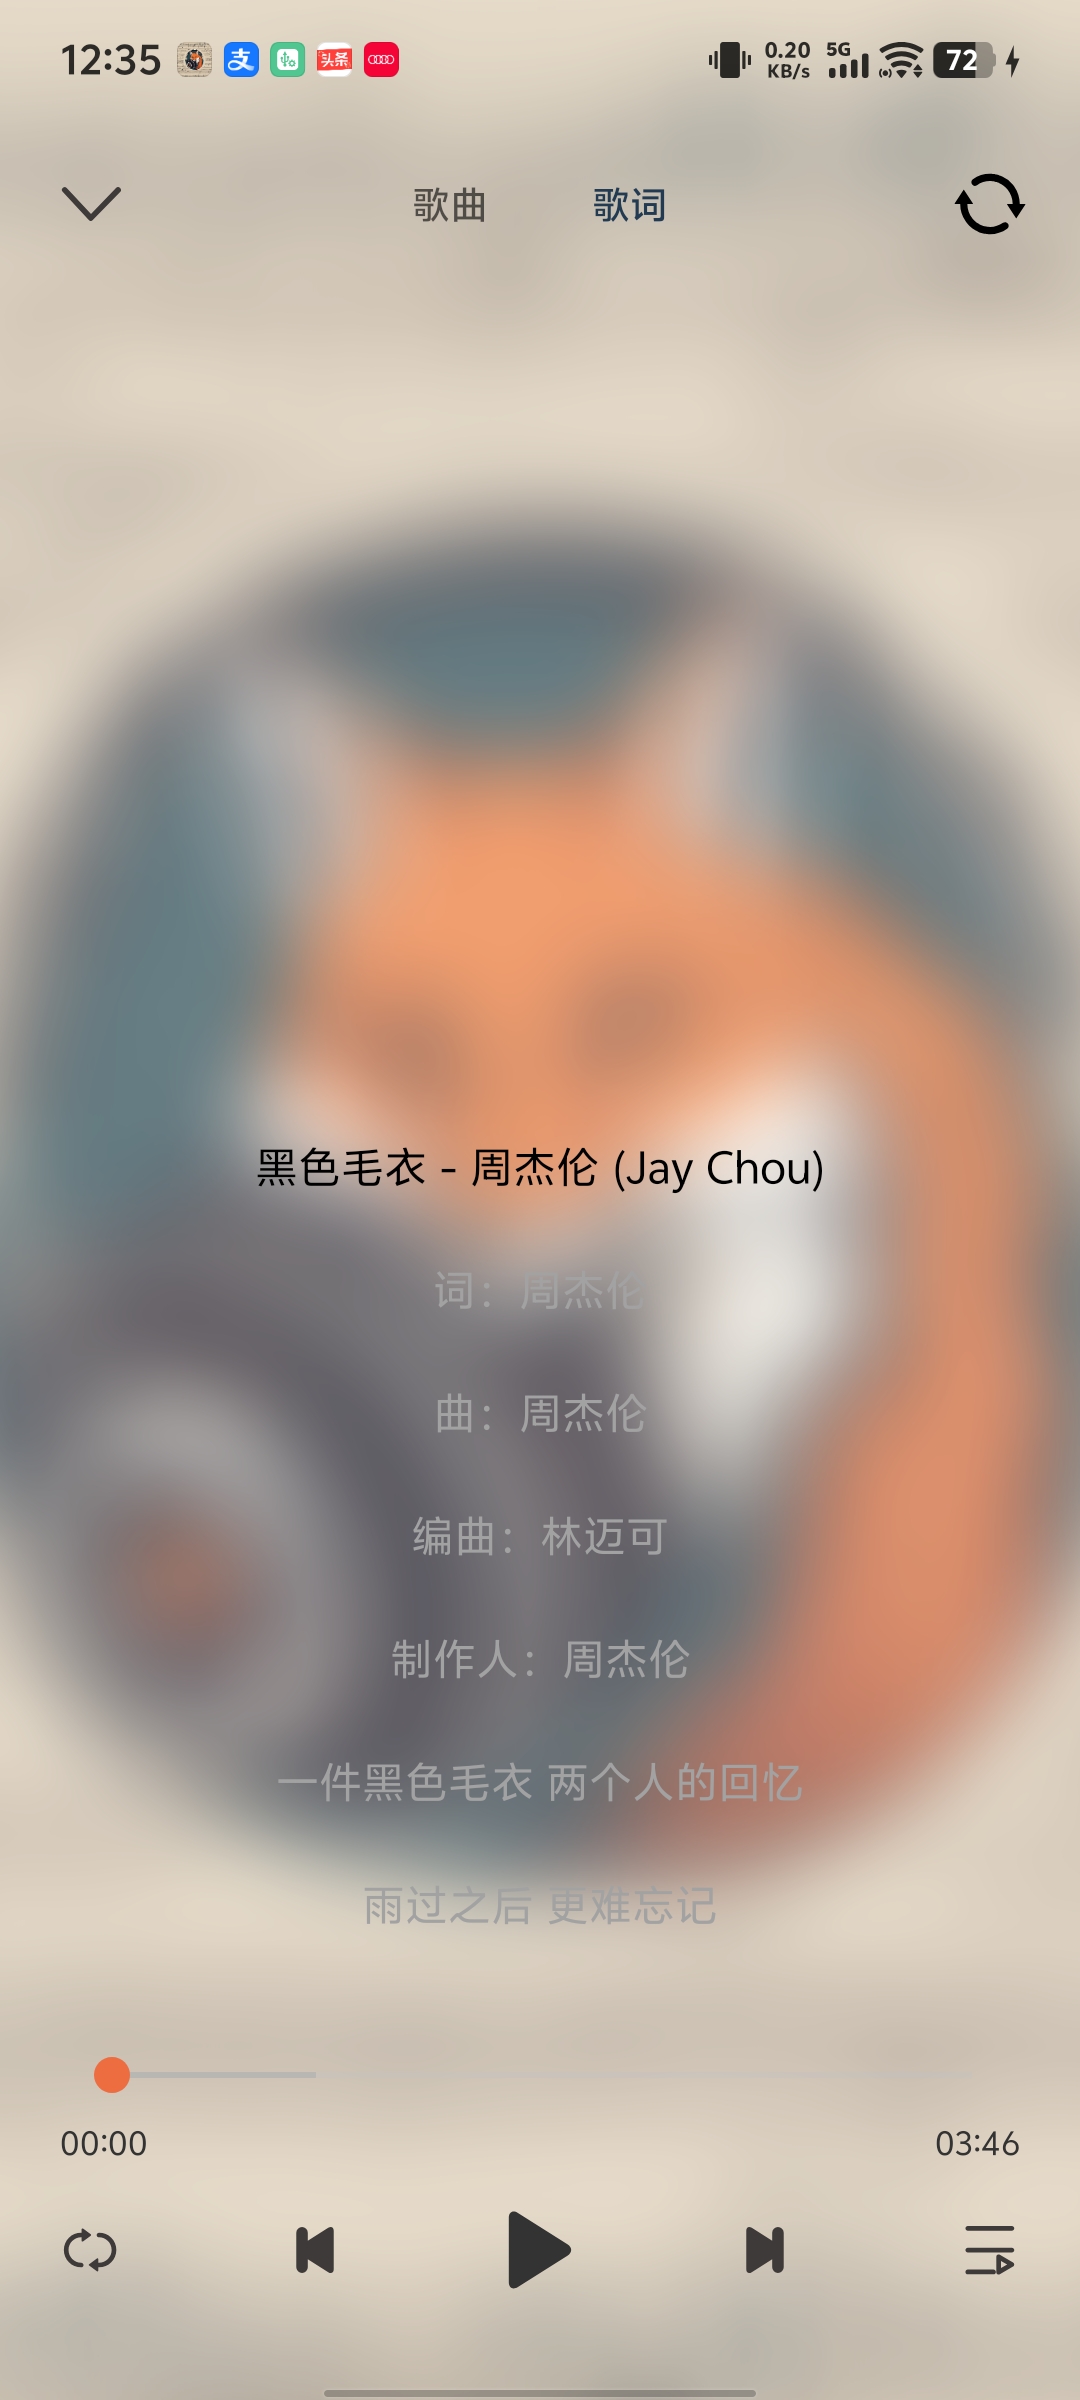 12:35 支 头条 0.20 KB/s 5G 72
歌曲 歌词
黑色毛衣 - 周杰伦 (Jay Chou)
词：周杰伦
曲：周杰伦
编曲：林迈可
制作人：周杰伦
一件黑色毛衣 两个人的回忆
雨过之后 更难忘记
00:00 03:46